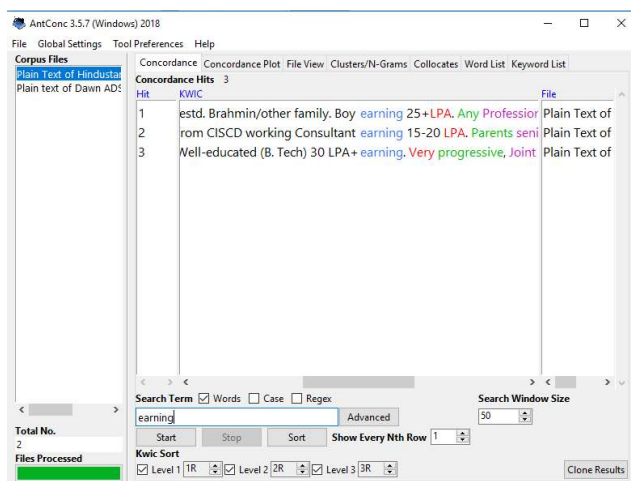 AntConc 3.5.7 (Windows) 2018
File Global Settings Tool Preferences Help
Corpus Files
Plain Text of Hindustar
Plain text of Dawn ADS
Concordance Concordance Plot File View Clusters/N-Grams Collocates Word List Keyword List
Concordance Hits 3
Hit KWIC File
1 estd. Brahmin/other family. Boy earning 25+LPA. Any Profession Plain Text of
2 rom CISCD working Consultant earning 15-20 LPA. Parents seni Plain Text of
3 Well-educated (B. Tech) 30 LPA+ earning. Very progressive, Joint Plain Text of
Search Term Words Case Regex Search Window Size
earning Advanced 50
Start Stop Sort Show Every Nth Row 1
Total No.
2
Files Processed
Kwic Sort
Level 1 1R Level 2 2R Level 3 3R Clone Results